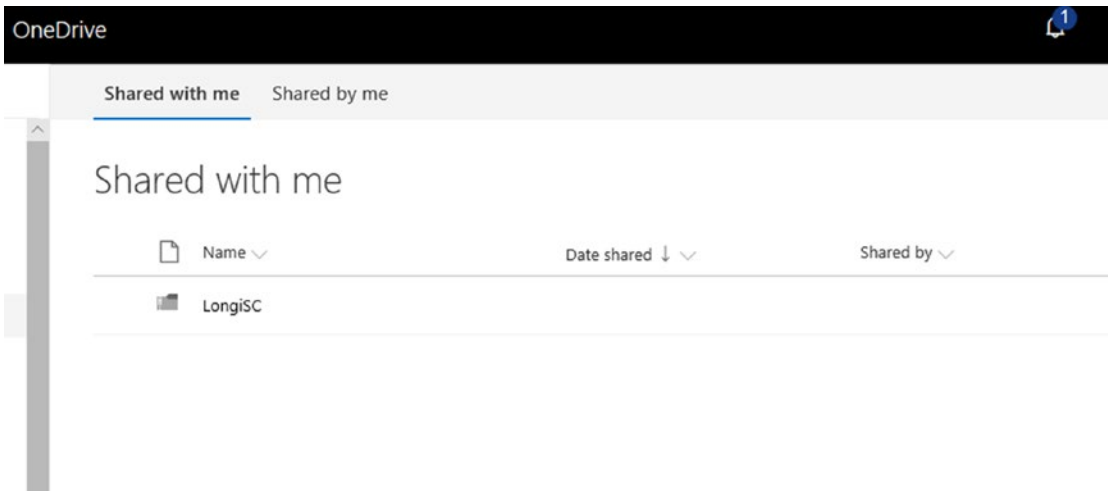 OneDrive
1
Shared with me Shared by me
Shared with me
Name Date shared ↓ Shared by
LongiSC